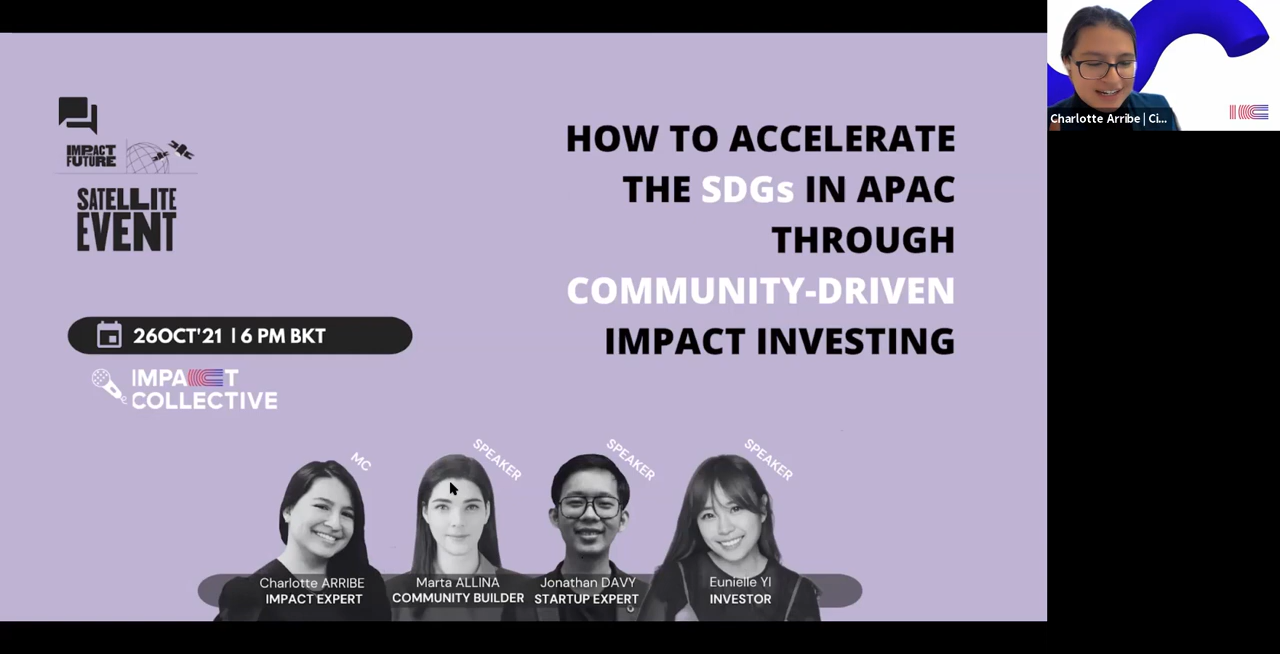 IMPACT
FUTURE
SATELLITE
EVENT
HOW TO ACCELERATE
THE SDGs IN APAC
THROUGH
COMMUNITY-DRIVEN
IMPACT INVESTING
26OCT'21 | 6 PM BKT
IMPACT
COLLECTIVE
MC
SPEAKER
SPEAKER
SPEAKER
Charlotte ARRIBE
IMPACT EXPERT
Marta ALLINA
COMMUNITY BUILDER
Jonathan DAVY
STARTUP EXPERT
Eunielle YI
INVESTOR
Charlotte Arribe | Ci...
IC